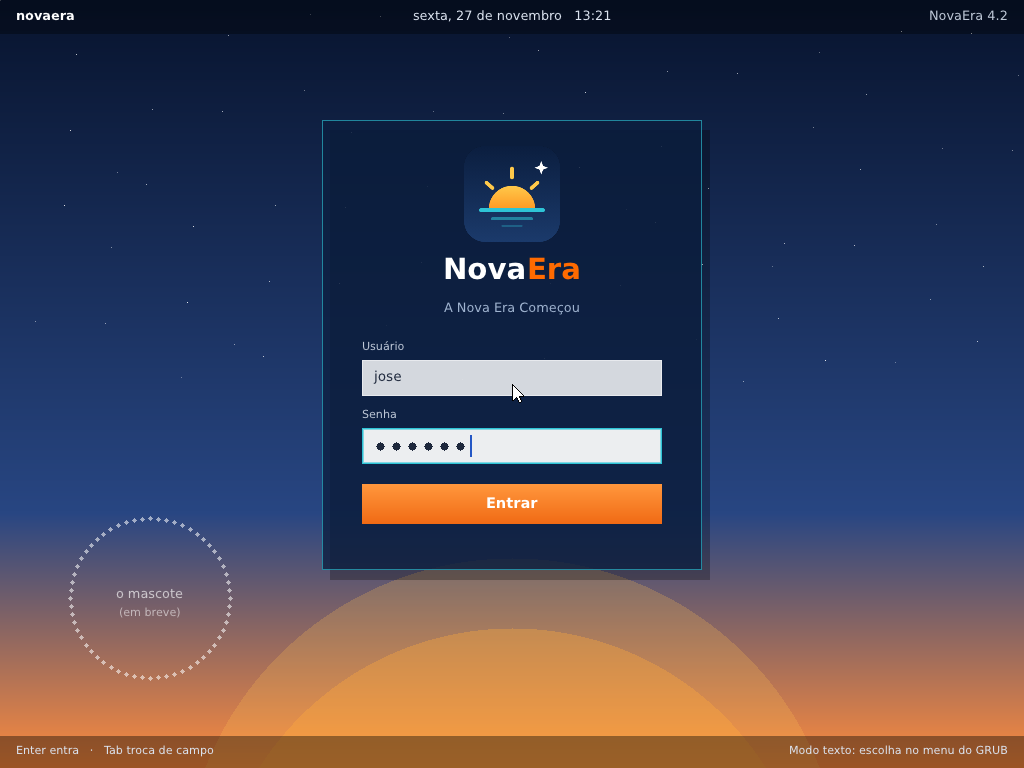 novaera
sexta, 27 de novembro 13:21
NovaEra 4.2
NovaEra
A Nova Era Começou
Usuário
jose
Senha
Entrar
o mascote
(em breve)
Enter entra · Tab troca de campo
Modo texto: escolha no menu do GRUB